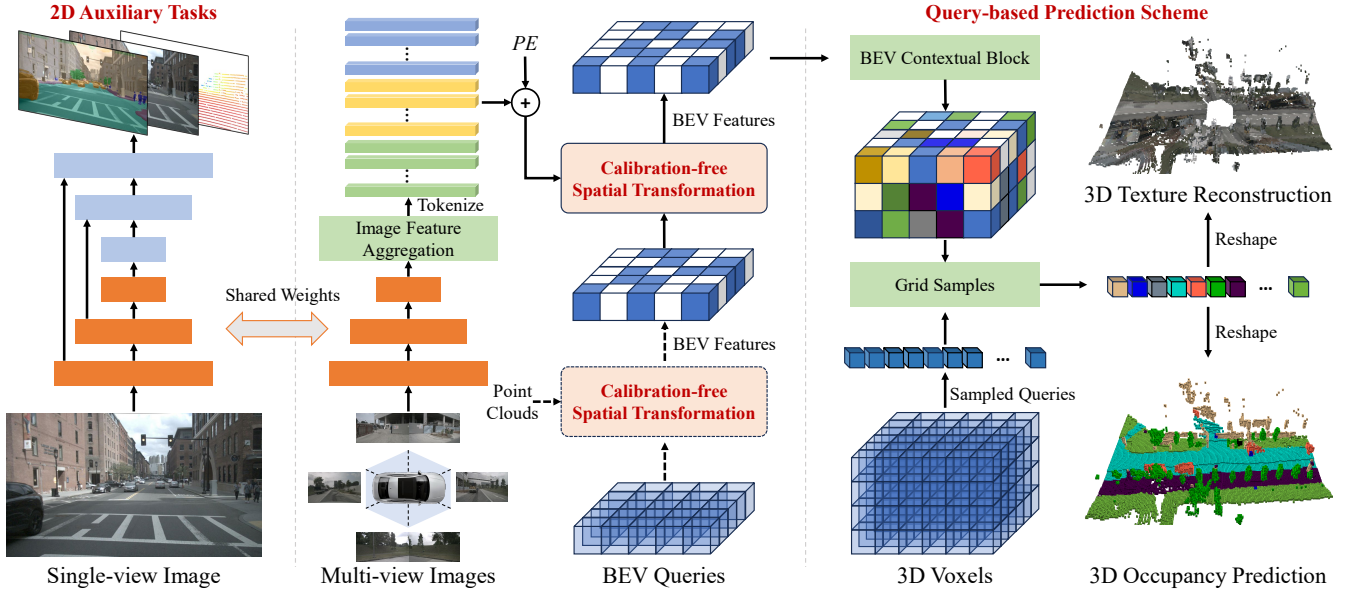 2D Auxiliary Tasks
Shared Weights
Single-view Image
PE
+
Tokenize
Image Feature
Aggregation
Multi-view Images
BEV Features
Calibration-free
Spatial Transformation
BEV Features
Point
Clouds
Calibration-free
Spatial Transformation
BEV Queries
Query-based Prediction Scheme
BEV Contextual Block
Grid Samples
Sampled Queries
3D Voxels
3D Texture Reconstruction
Reshape
Reshape
3D Occupancy Prediction